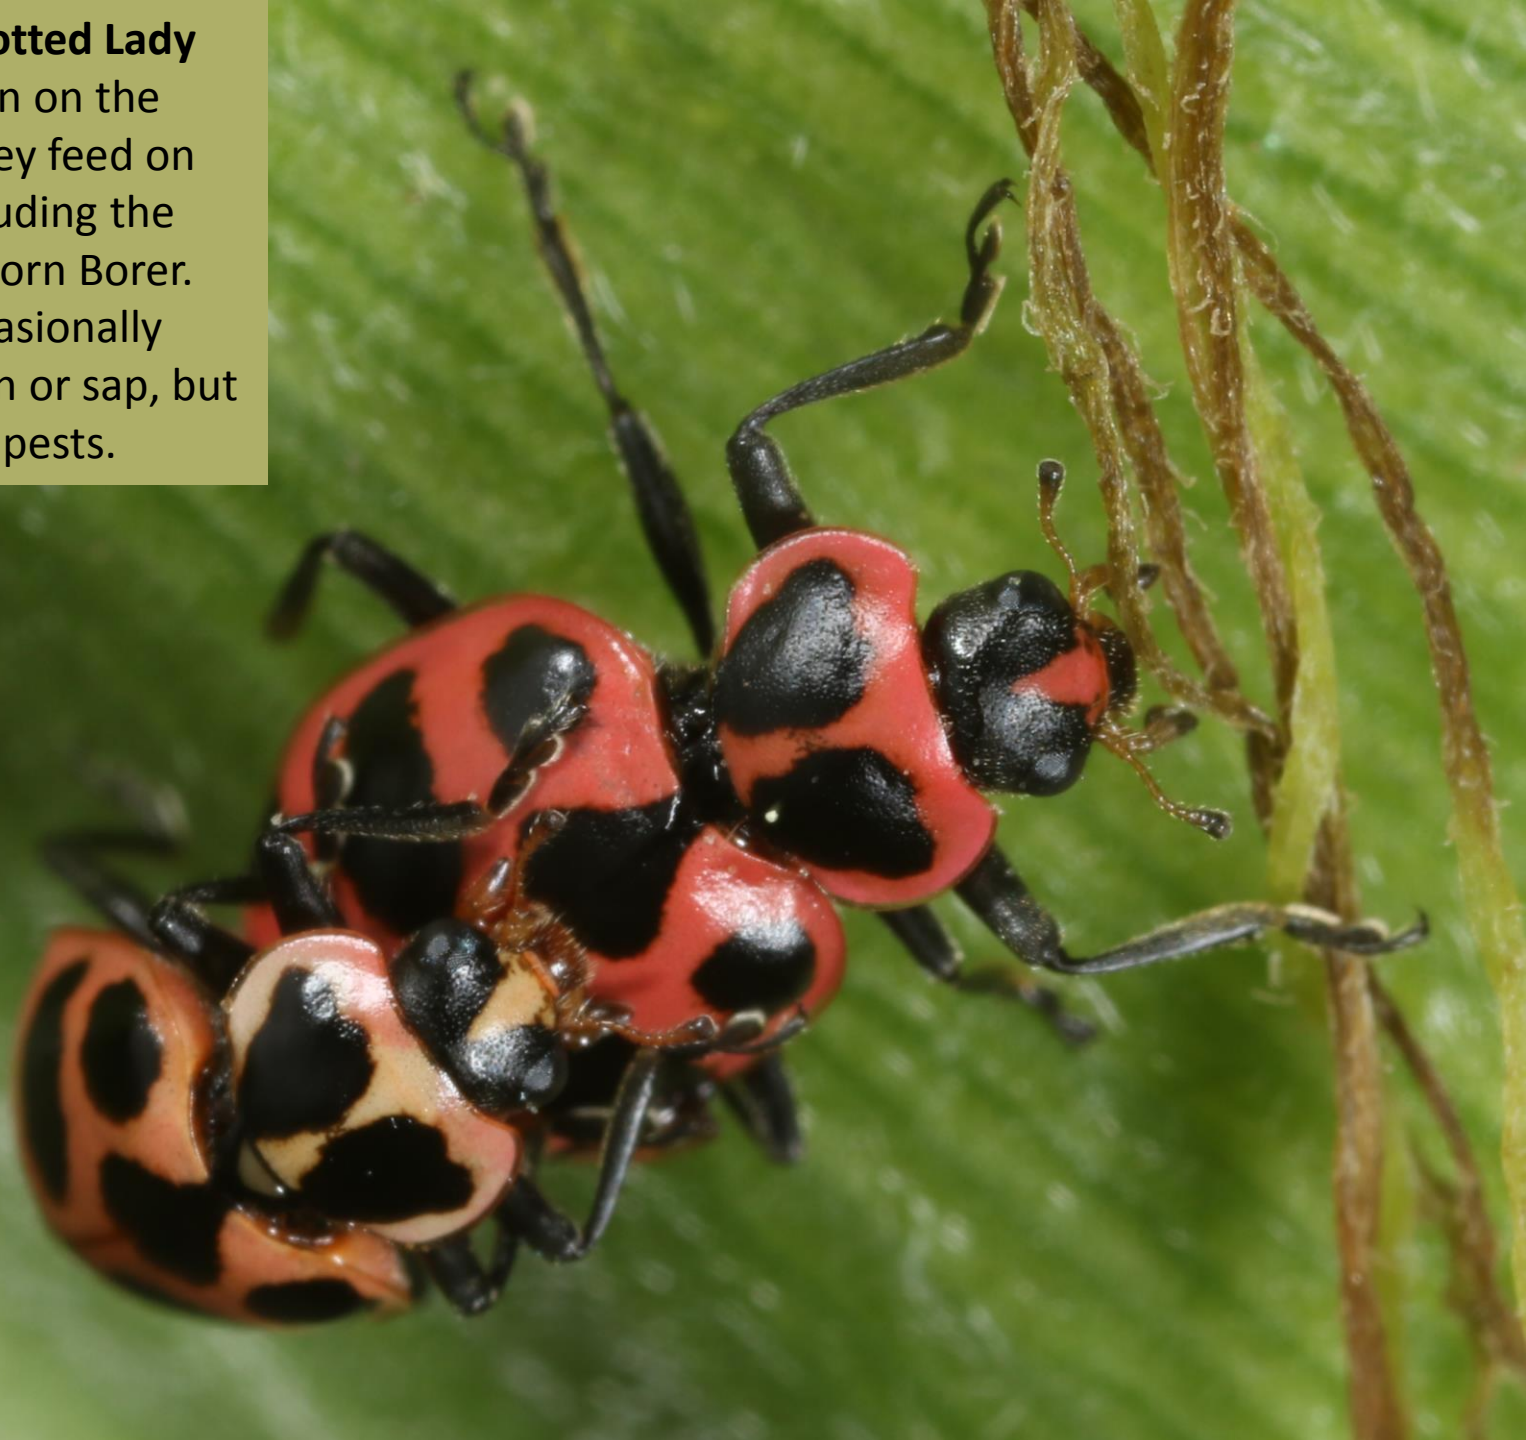 otted Lady
n on the
ey feed on
uding the
orn Borer.
asionally
n or sap, but
pests.